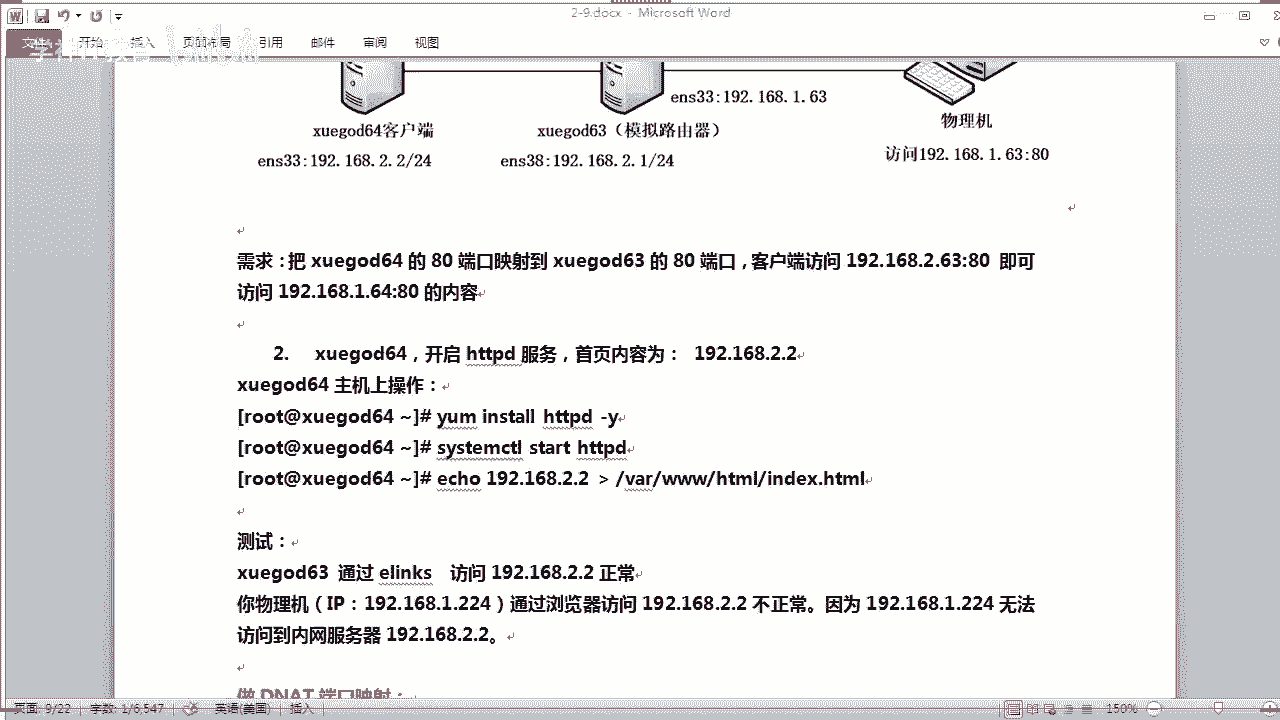 2-9.docx - Microsoft Word
文件 开始 插入 页面布局 引用 邮件 审阅 视图
ens33:192.168.1.63
xuegod64客户端
xuegod63（模拟路由器）
物理机
ens33:192.168.2.2/24
ens38:192.168.2.1/24
访问192.168.1.63:80
需求：把 xuegod64 的 80 端口映射到 xuegod63 的 80 端口，客户端访问 192.168.2.63:80 即可
访问 192.168.1.64:80 的内容
2. xuegod64，开启 httpd 服务，首页内容为： 192.168.2.2
xuegod64 主机上操作：
[root@xuegod64 ~]# yum install httpd -y
[root@xuegod64 ~]# systemctl start httpd
[root@xuegod64 ~]# echo 192.168.2.2 > /var/www/html/index.html
测试：
xuegod63 通过 elinks 访问 192.168.2.2 正常
你物理机（IP：192.168.1.224）通过浏览器访问 192.168.2.2 不正常。因为 192.168.1.224 无法
访问到内网服务器 192.168.2.2。
做 DNAT 端口映射：
页面: 9/22 字数: 1/6,547 英语(美国) 插入 150%